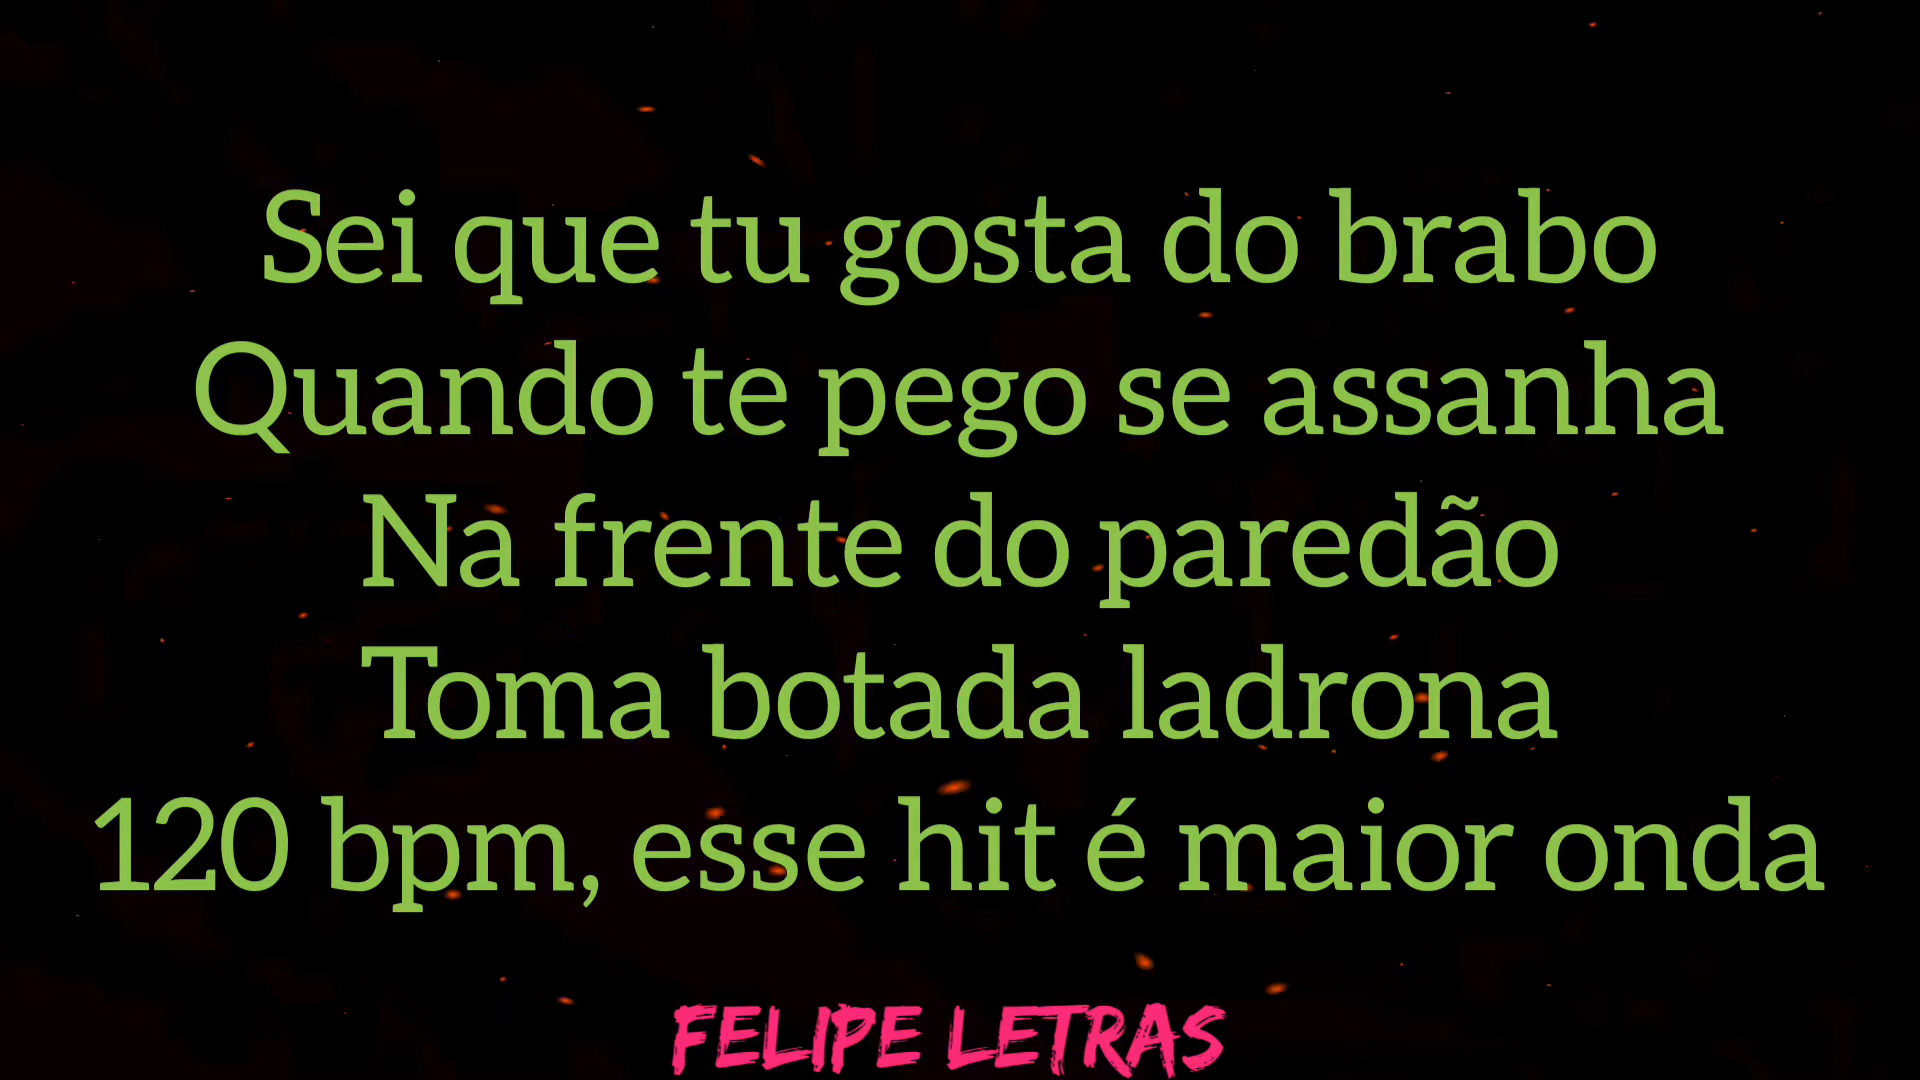 Sei que tu gosta do brabo
Quando te pego se assanha
Na frente do paredão
Toma botada ladrona
120 bpm, esse hit é maior onda
FELIPE LETRAS